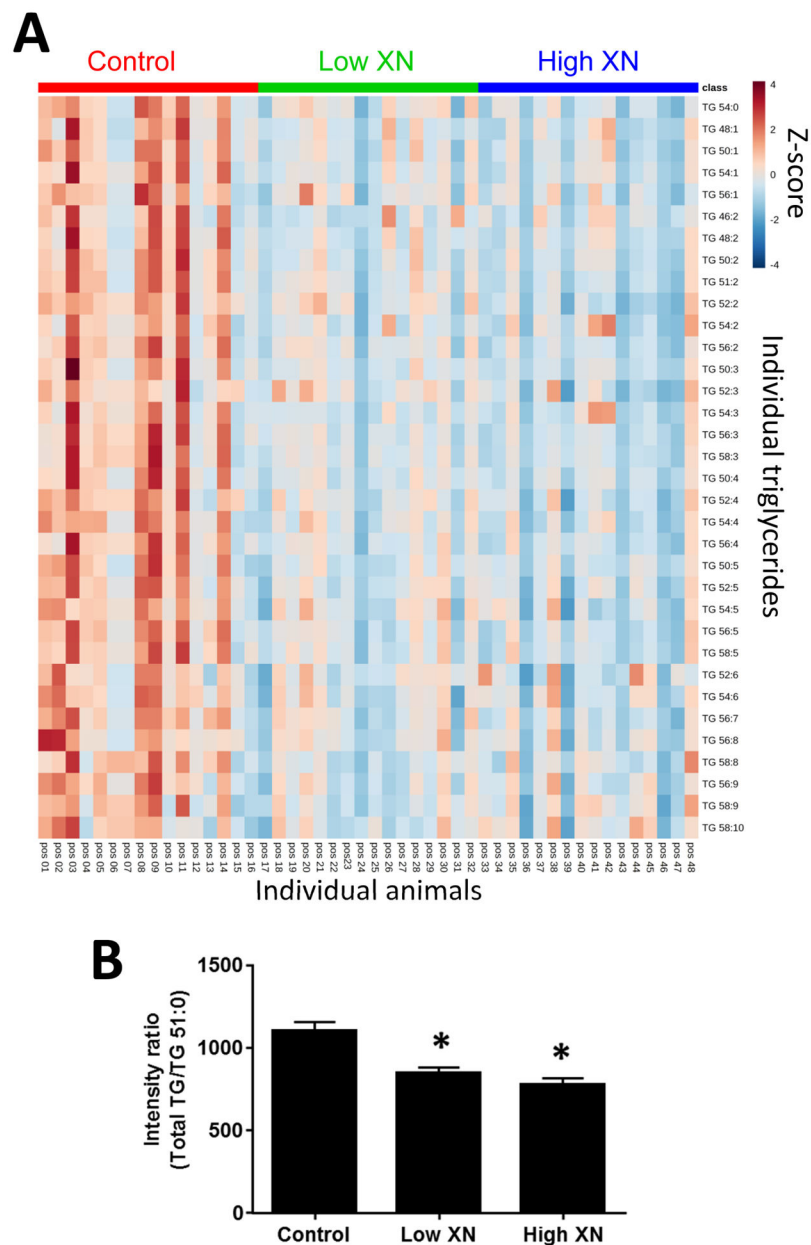 A
Control
Low XN
High XN
class
4
2
0
-2
-4
Z-score
TG 54:0
TG 48:1
TG 50:1
TG 54:1
TG 56:1
TG 46:2
TG 48:2
TG 50:2
TG 51:2
TG 52:2
TG 54:2
TG 56:2
TG 50:3
TG 52:3
TG 54:3
TG 56:3
TG 58:3
TG 50:4
TG 52:4
TG 54:4
TG 56:4
TG 50:5
TG 52:5
TG 54:5
TG 56:5
TG 58:5
TG 52:6
TG 54:6
TG 56:7
TG 56:8
TG 58:8
TG 56:9
TG 58:9
TG 58:10
Individual triglycerides
pos 01
pos 02
pos 03
pos 04
pos 05
pos 06
pos 07
pos 08
pos 09
pos 10
pos 11
pos 12
pos 13
pos 14
pos 15
pos 16
pos 17
pos 18
pos 19
pos 20
pos 21
pos 22
pos23
pos 24
pos 25
pos 26
pos 27
pos 28
pos 29
pos 30
pos 31
pos 32
pos 33
pos 34
pos 35
pos 36
pos 37
pos 38
pos 39
pos 40
pos 41
pos 42
pos 43
pos 44
pos 45
pos 46
pos 47
pos 48
Individual animals
B
Intensity ratio
(Total TG/TG 51:0)
1500
1000
500
0
*
*
Control
Low XN
High XN